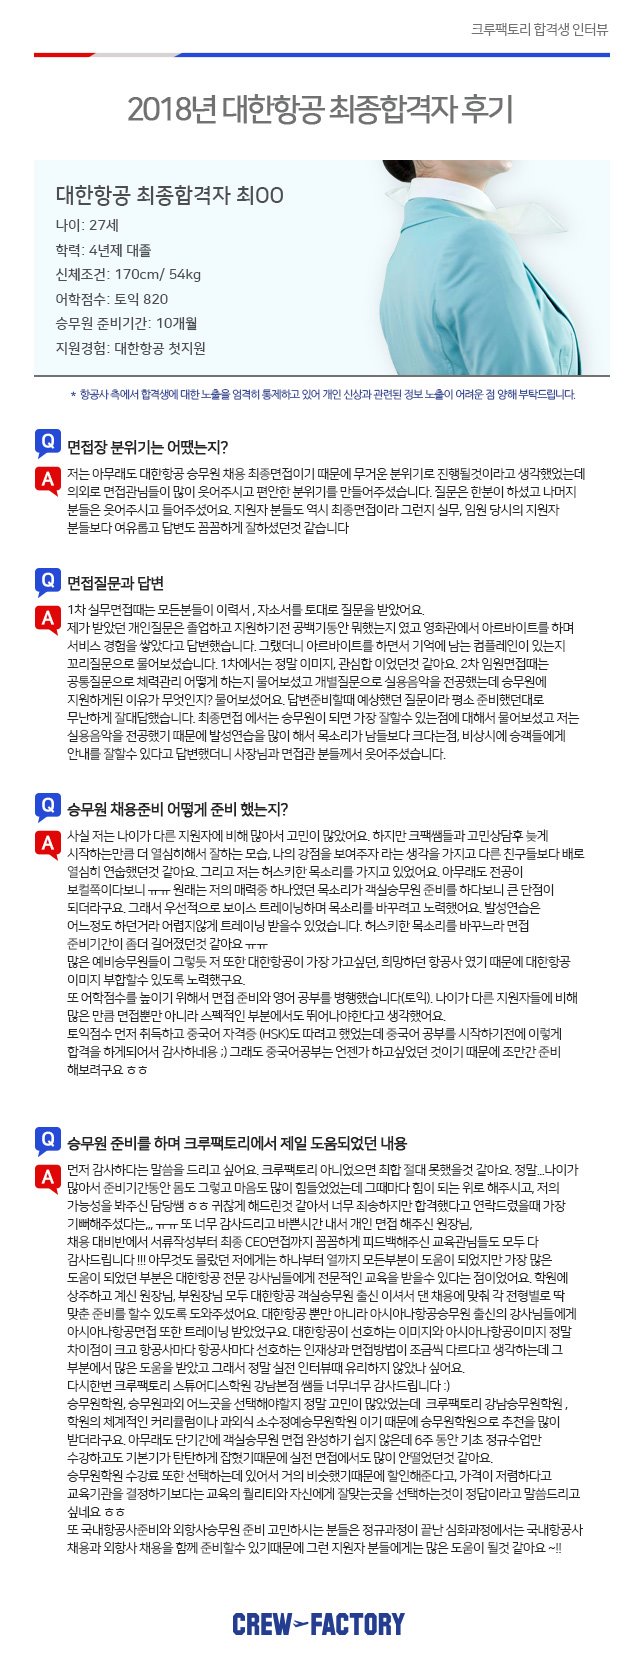 크루팩토리 합격생 인터뷰
2018년 대한항공 최종합격자 후기
대한항공 최종합격자 최OO
나이: 27세
학력: 4년제 대졸
신체조건: 170cm/ 54kg
어학점수: 토익 820
승무원 준비기간: 10개월
지원경험: 대한항공 첫지원
* 항공사 측에서 합격생에 대한 노출을 엄격히 통제하고 있어 개인 신상과 관련된 정보 노출이 어려운 점 양해 부탁드립니다.
Q 면접장 분위기는 어땠는지?
A 저는 아무래도 대한항공 승무원 채용 최종면접이기 때문에 무거운 분위기로 진행될것이라고 생각했었는데
의외로 면접관님들이 많이 웃어주시고 편안한 분위기를 만들어주셨습니다. 질문은 한분이 하셨고 나머지
분들은 웃어주시고 들어주셨어요. 지원자 분들도 역시 최종면접이라 그런지 실무, 임원 당시의 지원자
분들보다 여유롭고 답변도 꼼꼼하게 잘하셨던것 같습니다
Q 면접질문과 답변
A 1차 실무면접때는 모든분들이 이력서 , 자소서를 토대로 질문을 받았어요.
제가 받았던 개인질문은 졸업하고 지원하기전 공백기동안 뭐했는지 였고 영화관에서 아르바이트를 하며
서비스 경험을 쌓았다고 답변했습니다. 그랬더니 아르바이트를 하면서 기억에 남는 컴플레인이 있는지
꼬리질문으로 물어보셨습니다. 1차에서는 정말 이미지, 관심합 이었던것 같아요. 2차 임원면접때는
공통질문으로 체력관리 어떻게 하는지 물어보셨고 개별질문으로 실용음악을 전공했는데 승무원에
지원하게된 이유가 무엇인지? 물어보셨어요. 답변준비할때 예상했던 질문이라 평소 준비했던대로
무난하게 잘대답했습니다. 최종면접 에서는 승무원이 되면 가장 잘할수 있는점에 대해서 물어보셨고 저는
실용음악을 전공했기 때문에 발성연습을 많이 해서 목소리가 남들보다 크다는점, 비상시에 승객들에게
안내를 잘할수 있다고 답변했더니 사장님과 면접관 분들께서 웃어주셨습니다.
Q 승무원 채용준비 어떻게 준비 했는지?
A 사실 저는 나이가 다른 지원자에 비해 많아서 고민이 많았어요. 하지만 크팩쌤들과 고민상담후 늦게
시작하는만큼 더 열심히해서 잘하는 모습, 나의 강점을 보여주자 라는 생각을 가지고 다른 친구들보다 배로
열심히 연습했던것 같아요. 그리고 저는 허스키한 목소리를 가지고 있었어요. 아무래도 전공이
보컬쪽이다보니 ㅠㅠ 원래는 저의 매력중 하나였던 목소리가 객실승무원 준비를 하다보니 큰 단점이
되더라구요. 그래서 우선적으로 보이스 트레이닝하며 목소리를 바꾸려고 노력했어요. 발성연습은
어느정도 하던거라 어렵지않게 트레이닝 받을수 있었습니다. 허스키한 목소리를 바꾸느라 면접
준비기간이 좀더 길어졌던것 같아요 ㅠㅠ
많은 예비승무원들이 그렇듯 저 또한 대한항공이 가장 가고싶던, 희망하던 항공사 였기 때문에 대한항공
이미지 부합할수 있도록 노력했구요.
또 어학점수를 높이기 위해서 면접 준비와 영어 공부를 병행했습니다(토익). 나이가 다른 지원자들에 비해
많은 만큼 면접뿐만 아니라 스펙적인 부분에서도 뛰어나야한다고 생각했어요.
토익점수 먼저 취득하고 중국어 자격증 (HSK)도 따려고 했었는데 중국어 공부를 시작하기전에 이렇게
합격을 하게되어서 감사하네용 ;) 그래도 중국어공부는 언젠가 하고싶었던 것이기 때문에 조만간 준비
해보려구요 ㅎㅎ
Q 승무원 준비를 하며 크루팩토리에서 제일 도움되었던 내용
A 먼저 감사하다는 말씀을 드리고 싶어요. 크루팩토리 아니었으면 최합 절대 못했을것 같아요. 정말...나이가
많아서 준비기간동안 몸도 그렇고 마음도 많이 힘들었었는데 그때마다 힘이 되는 위로 해주시고, 저의
가능성을 봐주신 담당쌤 ㅎㅎ 귀찮게 해드린것 같아서 너무 죄송하지만 합격했다고 연락드렸을때 가장
기뻐해주셨다는,,, ㅠㅠ 또 너무 감사드리고 바쁜시간 내서 개인 면접 해주신 원장님,
채용 대비반에서 서류작성부터 최종 CEO면접까지 꼼꼼하게 피드백해주신 교육관님들도 모두 다
감사드립니다 !!! 아무것도 몰랐던 저에게는 하나부터 열까지 모든부분이 도움이 되었지만 가장 많은
도움이 되었던 부분은 대한항공 전문 강사님들에게 전문적인 교육을 받을수 있다는 점이었어요. 학원에
상주하고 계신 원장님, 부원장님 모두 대한항공 객실승무원 출신 이셔서 댄 채용에 맞춰 각 전형별로 딱
맞춘 준비를 할수 있도록 도와주셨어요. 대한항공 뿐만 아니라 아시아나항공승무원 출신의 강사님들에게
아시아나항공면접 또한 트레이닝 받았었구요. 대한항공이 선호하는 이미지와 아시아나항공이미지 정말
차이점이 크고 항공사마다 항공사마다 선호하는 인재상과 면접방법이 조금씩 다르다고 생각하는데 그
부분에서 많은 도움을 받았고 그래서 정말 실전 인터뷰때 유리하지 않았나 싶어요.
다시한번 크루팩토리 스튜어디스학원 강남본점 쌤들 너무너무 감사드립니다 :)
승무원학원, 승무원과외 어느곳을 선택해야할지 정말 고민이 많았었는데 크루팩토리 강남승무원학원 ,
학원의 체계적인 커리큘럼이나 과외식 소수정예승무원학원 이기 때문에 승무원학원으로 추천을 많이
받더라구요. 아무래도 단기간에 객실승무원 면접 완성하기 쉽지 않은데 6주 동안 기초 정규수업만
수강하고도 기본기가 탄탄하게 잡혔기때문에 실전 면접에서도 많이 안떨었던것 같아요.
승무원학원 수강료 또한 선택하는데 있어서 거의 비슷했기때문에 할인해준다고, 가격이 저렴하다고
교육기관을 결정하기보다는 교육의 퀄리티와 자신에게 잘맞는곳을 선택하는것이 정답이라고 말씀드리고
싶네요 ㅎㅎ
또 국내항공사준비와 외항사승무원 준비 고민하시는 분들은 정규과정이 끝난 심화과정에서는 국내항공사
채용과 외항사 채용을 함께 준비할수 있기때문에 그런 지원자 분들에게는 많은 도움이 될것 같아요 ~!!
CREW FACTORY